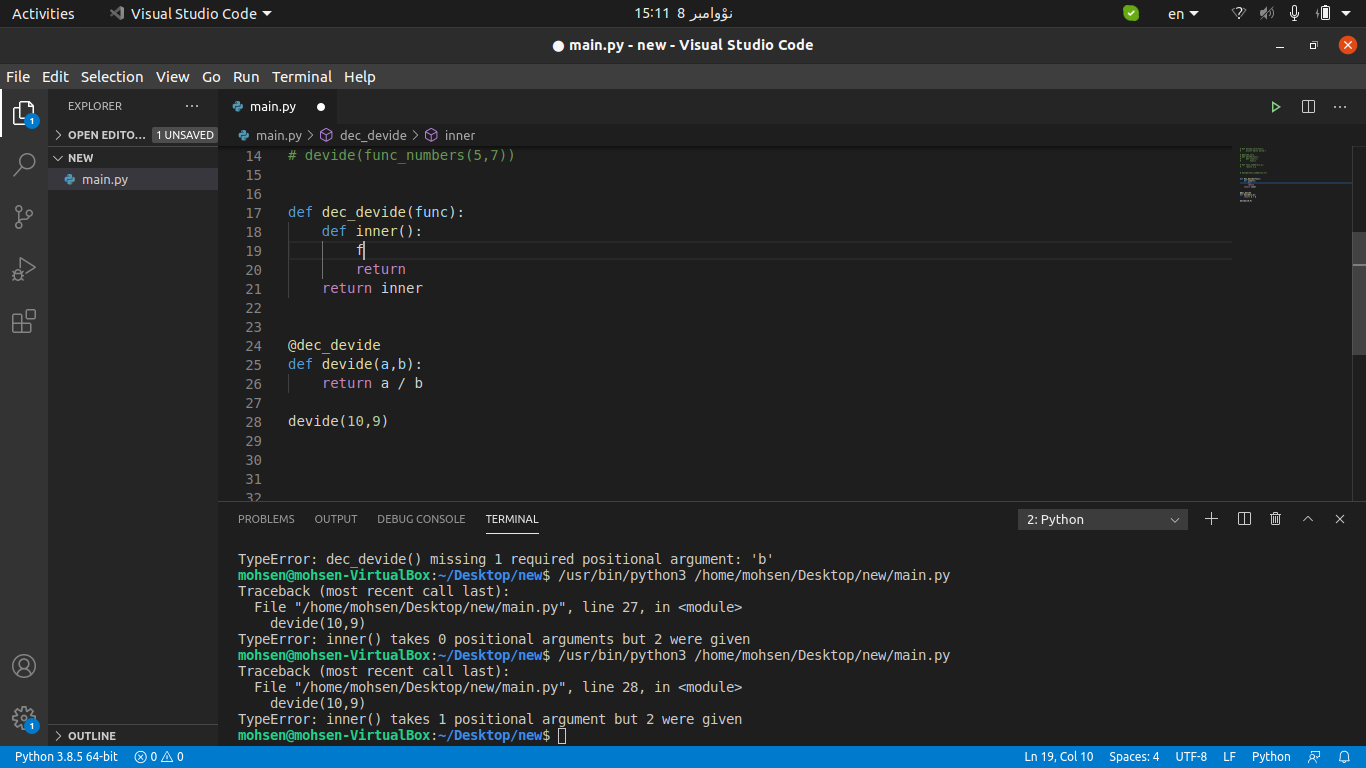 Activities Visual Studio Code نۆوامبر 8 15:11 en
● main.py - new - Visual Studio Code
File Edit Selection View Go Run Terminal Help
EXPLORER ···
main.py ●
1
OPEN EDITO... 1 UNSAVED
main.py > dec_devide > inner
NEW
main.py
14 # devide(func_numbers(5,7))
15
16
17 def dec_devide(func):
18 def inner():
19 f
20 return
21 return inner
22
23
24 @dec_devide
25 def devide(a,b):
26 return a / b
27
28 devide(10,9)
29
30
31
32
PROBLEMS OUTPUT DEBUG CONSOLE TERMINAL 2: Python
TypeError: dec_devide() missing 1 required positional argument: 'b'
mohsen@mohsen-VirtualBox:~/Desktop/new$ /usr/bin/python3 /home/mohsen/Desktop/new/main.py
Traceback (most recent call last):
File "/home/mohsen/Desktop/new/main.py", line 27, in <module>
devide(10,9)
TypeError: inner() takes 0 positional arguments but 2 were given
mohsen@mohsen-VirtualBox:~/Desktop/new$ /usr/bin/python3 /home/mohsen/Desktop/new/main.py
Traceback (most recent call last):
File "/home/mohsen/Desktop/new/main.py", line 28, in <module>
devide(10,9)
TypeError: inner() takes 1 positional argument but 2 were given
mohsen@mohsen-VirtualBox:~/Desktop/new$
1
OUTLINE
Python 3.8.5 64-bit 0 0 Ln 19, Col 10 Spaces: 4 UTF-8 LF Python